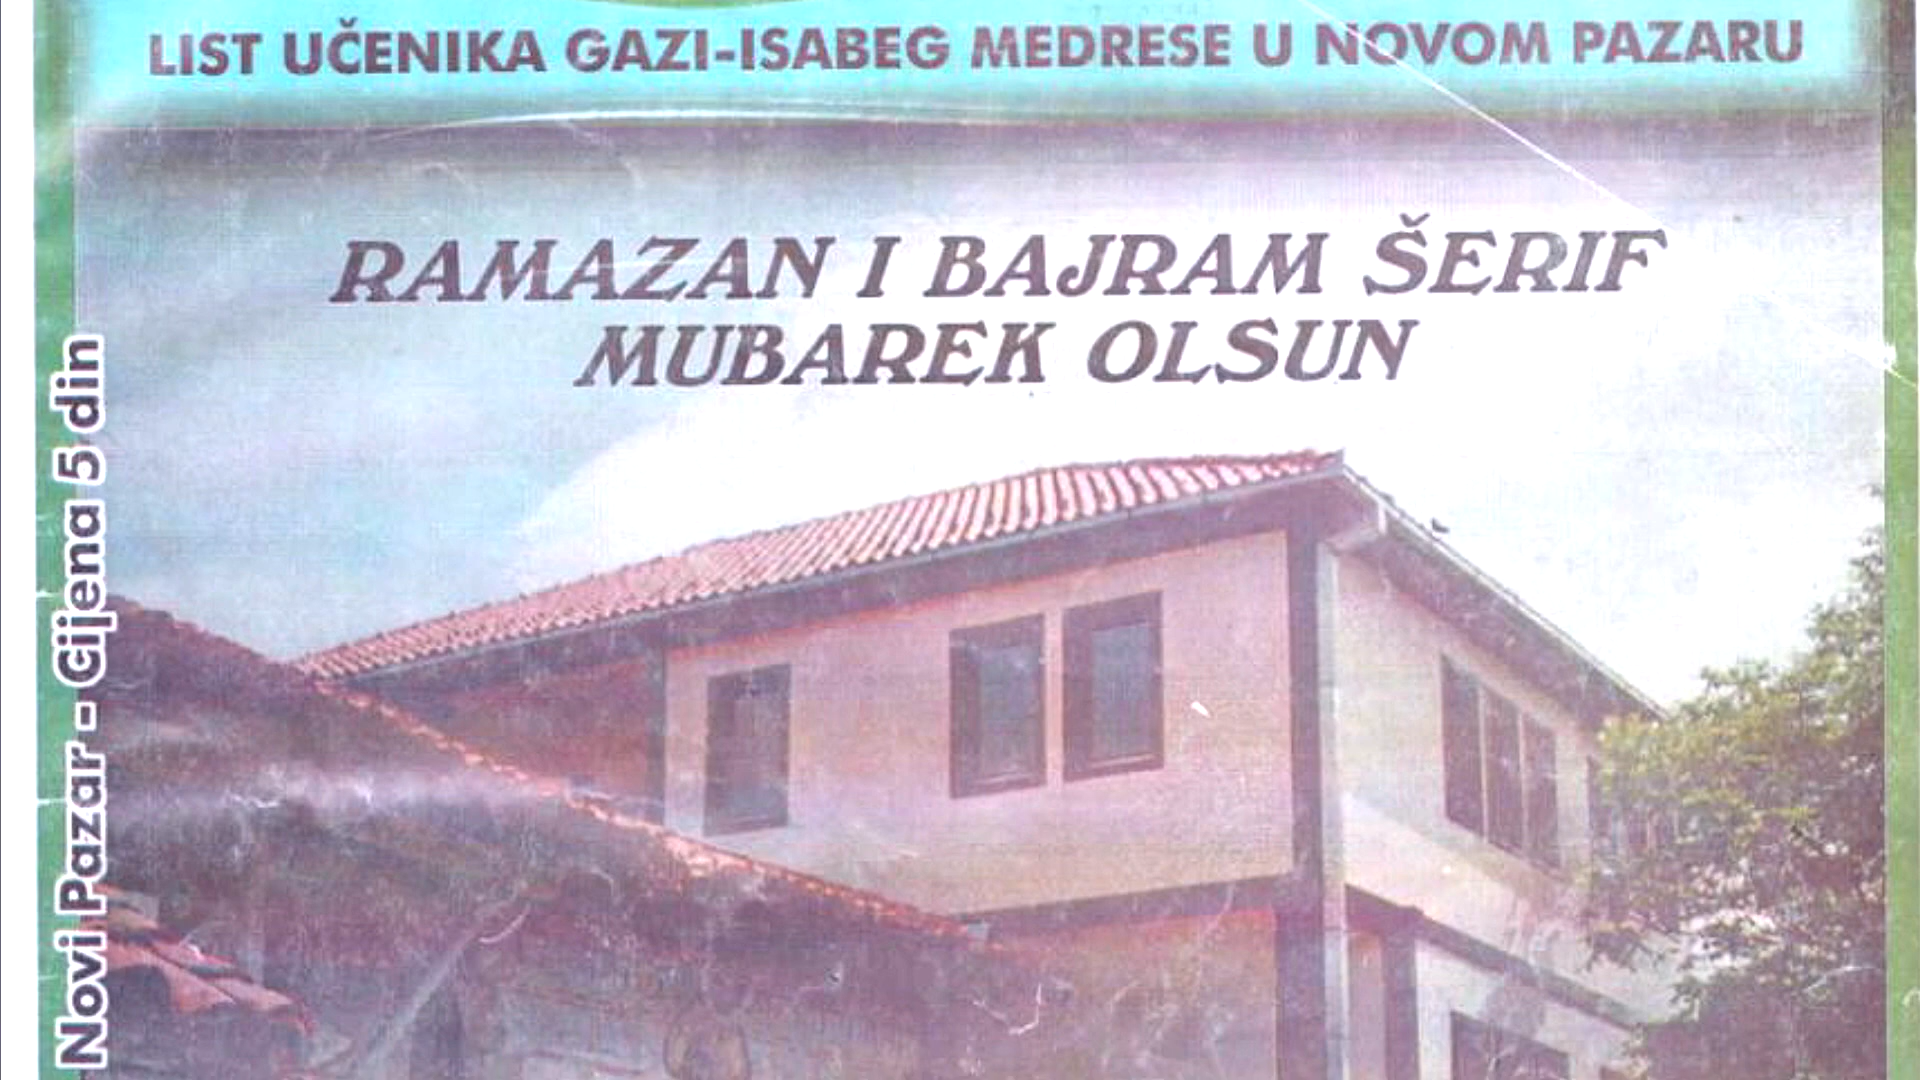 LIST UČENIKA GAZI-ISABEG MEDRESE U NOVOM PAZARU
RAMAZAN I BAJRAM ŠERIF
MUBAREK OLSUN
Novi Pazar - Cijena 5 din